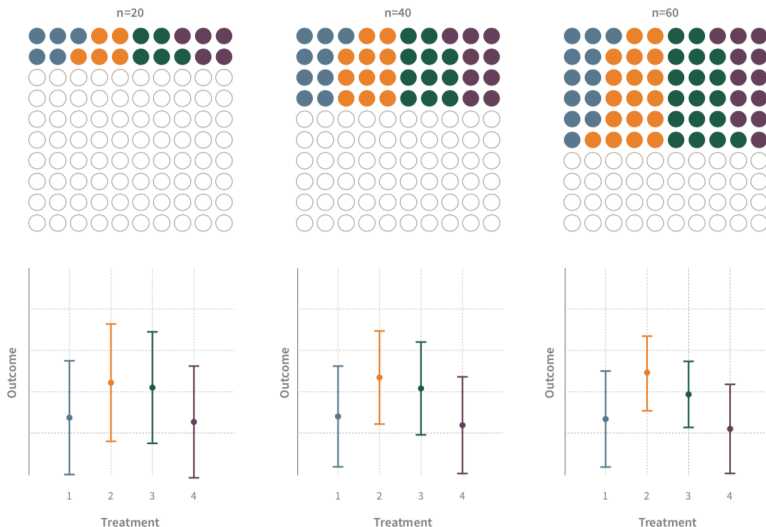 n=20
n=40
n=60
Outcome
1 2 3 4
Treatment
Outcome
1 2 3 4
Treatment
Outcome
1 2 3 4
Treatment